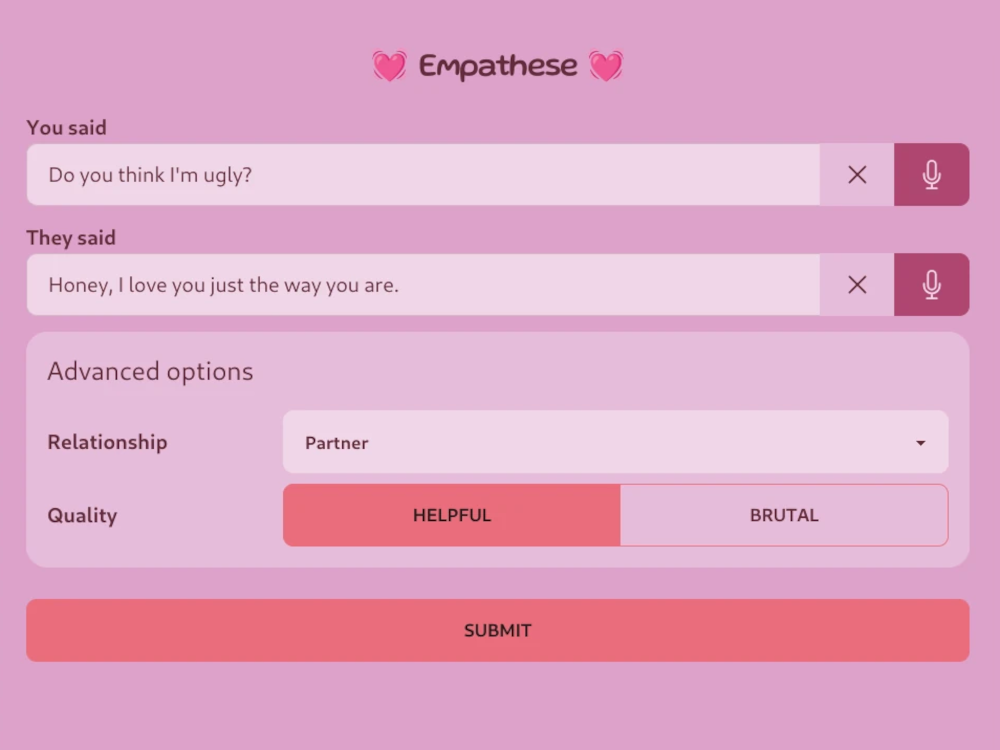 💓 Empathese 💓
You said
Do you think I'm ugly?
They said
Honey, I love you just the way you are.
Advanced options
Relationship
Partner
Quality
HELPFUL
BRUTAL
SUBMIT